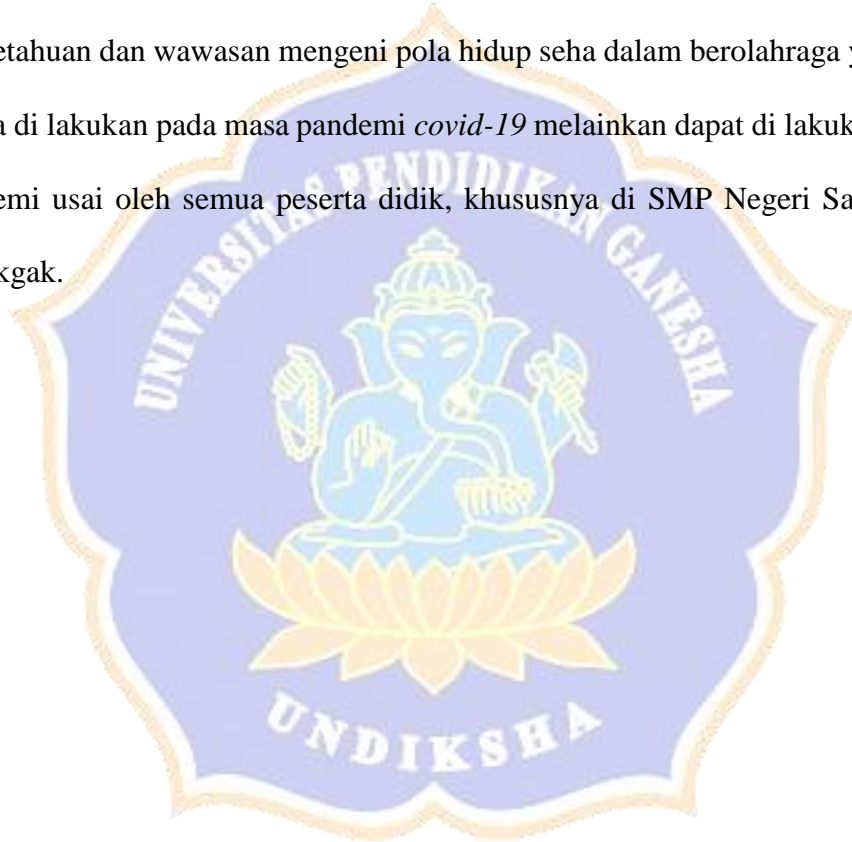 etahuan dan wawasan mengeni pola hidup seha dalam berolahraga y
a di lakukan pada masa pandemi covid-19 melainkan dapat di lakuk
emi usai oleh semua peserta didik, khususnya di SMP Negeri Sa
kgak.
UNIVERSITAS PENDIDIKAN GANESHA
UNDIKSHA